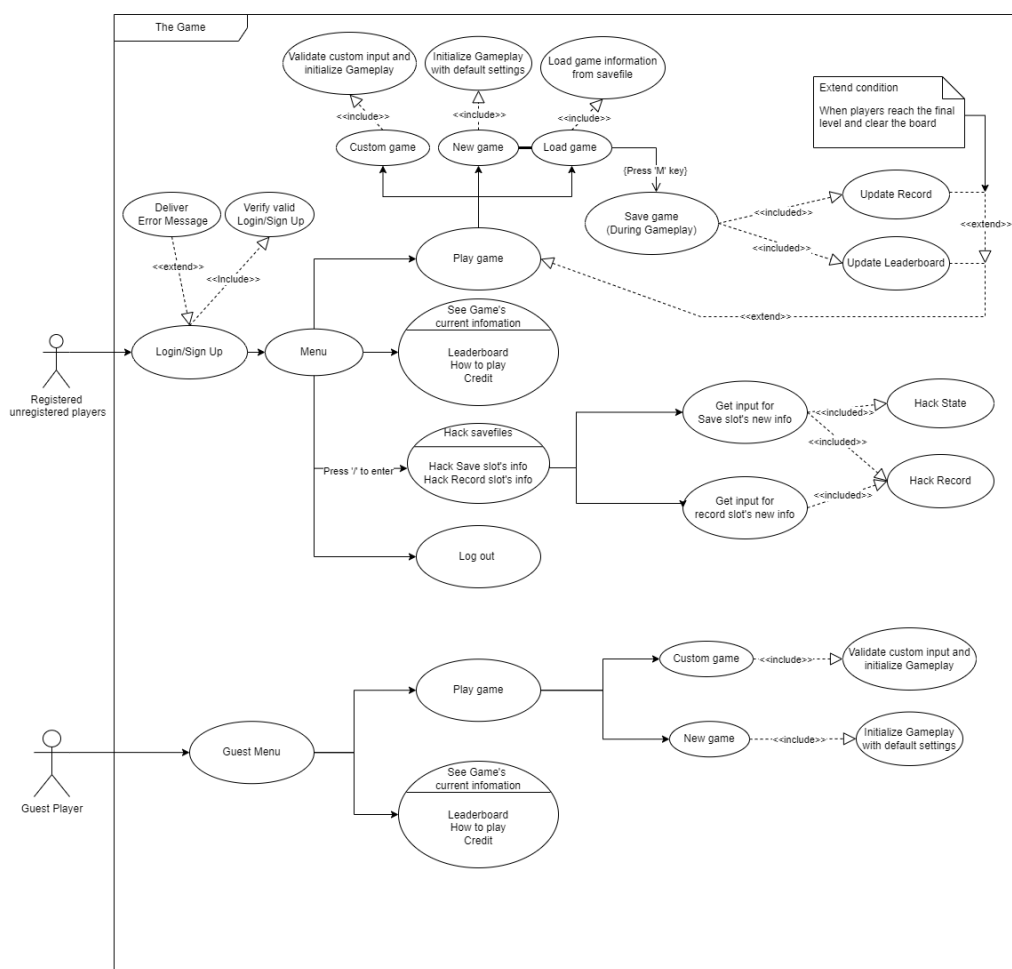 The Game
Validate custom input and
initialize Gameplay
Initialize Gameplay
with default settings
Load game information
from savefile
Extend condition
When players reach the final
level and clear the board
<<include>>
<<include>>
<<include>>
Custom game
New game
Load game
{Press 'M' key}
Deliver
Error Message
Verify valid
Login/Sign Up
Save game
(During Gameplay)
<<included>>
<<included>>
Update Record
<<extend>>
Update Leaderboard
<<extend>>
<<Include>>
Play game
<<extend>>
See Game's
current infomation
Leaderboard
How to play
Credit
Login/Sign Up
Menu
Registered
unregistered players
Hack savefiles
Hack Save slot's info
Hack Record slot's info
Press '/' to enter
Get input for
Save slot's new info
<<included>>
<<included>>
Hack State
Hack Record
Get input for
record slot's new info
<<included>>
Log out
Guest Player
Guest Menu
Play game
Custom game
<<include>>
Validate custom input and
initialize Gameplay
New game
<<include>>
Initialize Gameplay
with default settings
See Game's
current infomation
Leaderboard
How to play
Credit